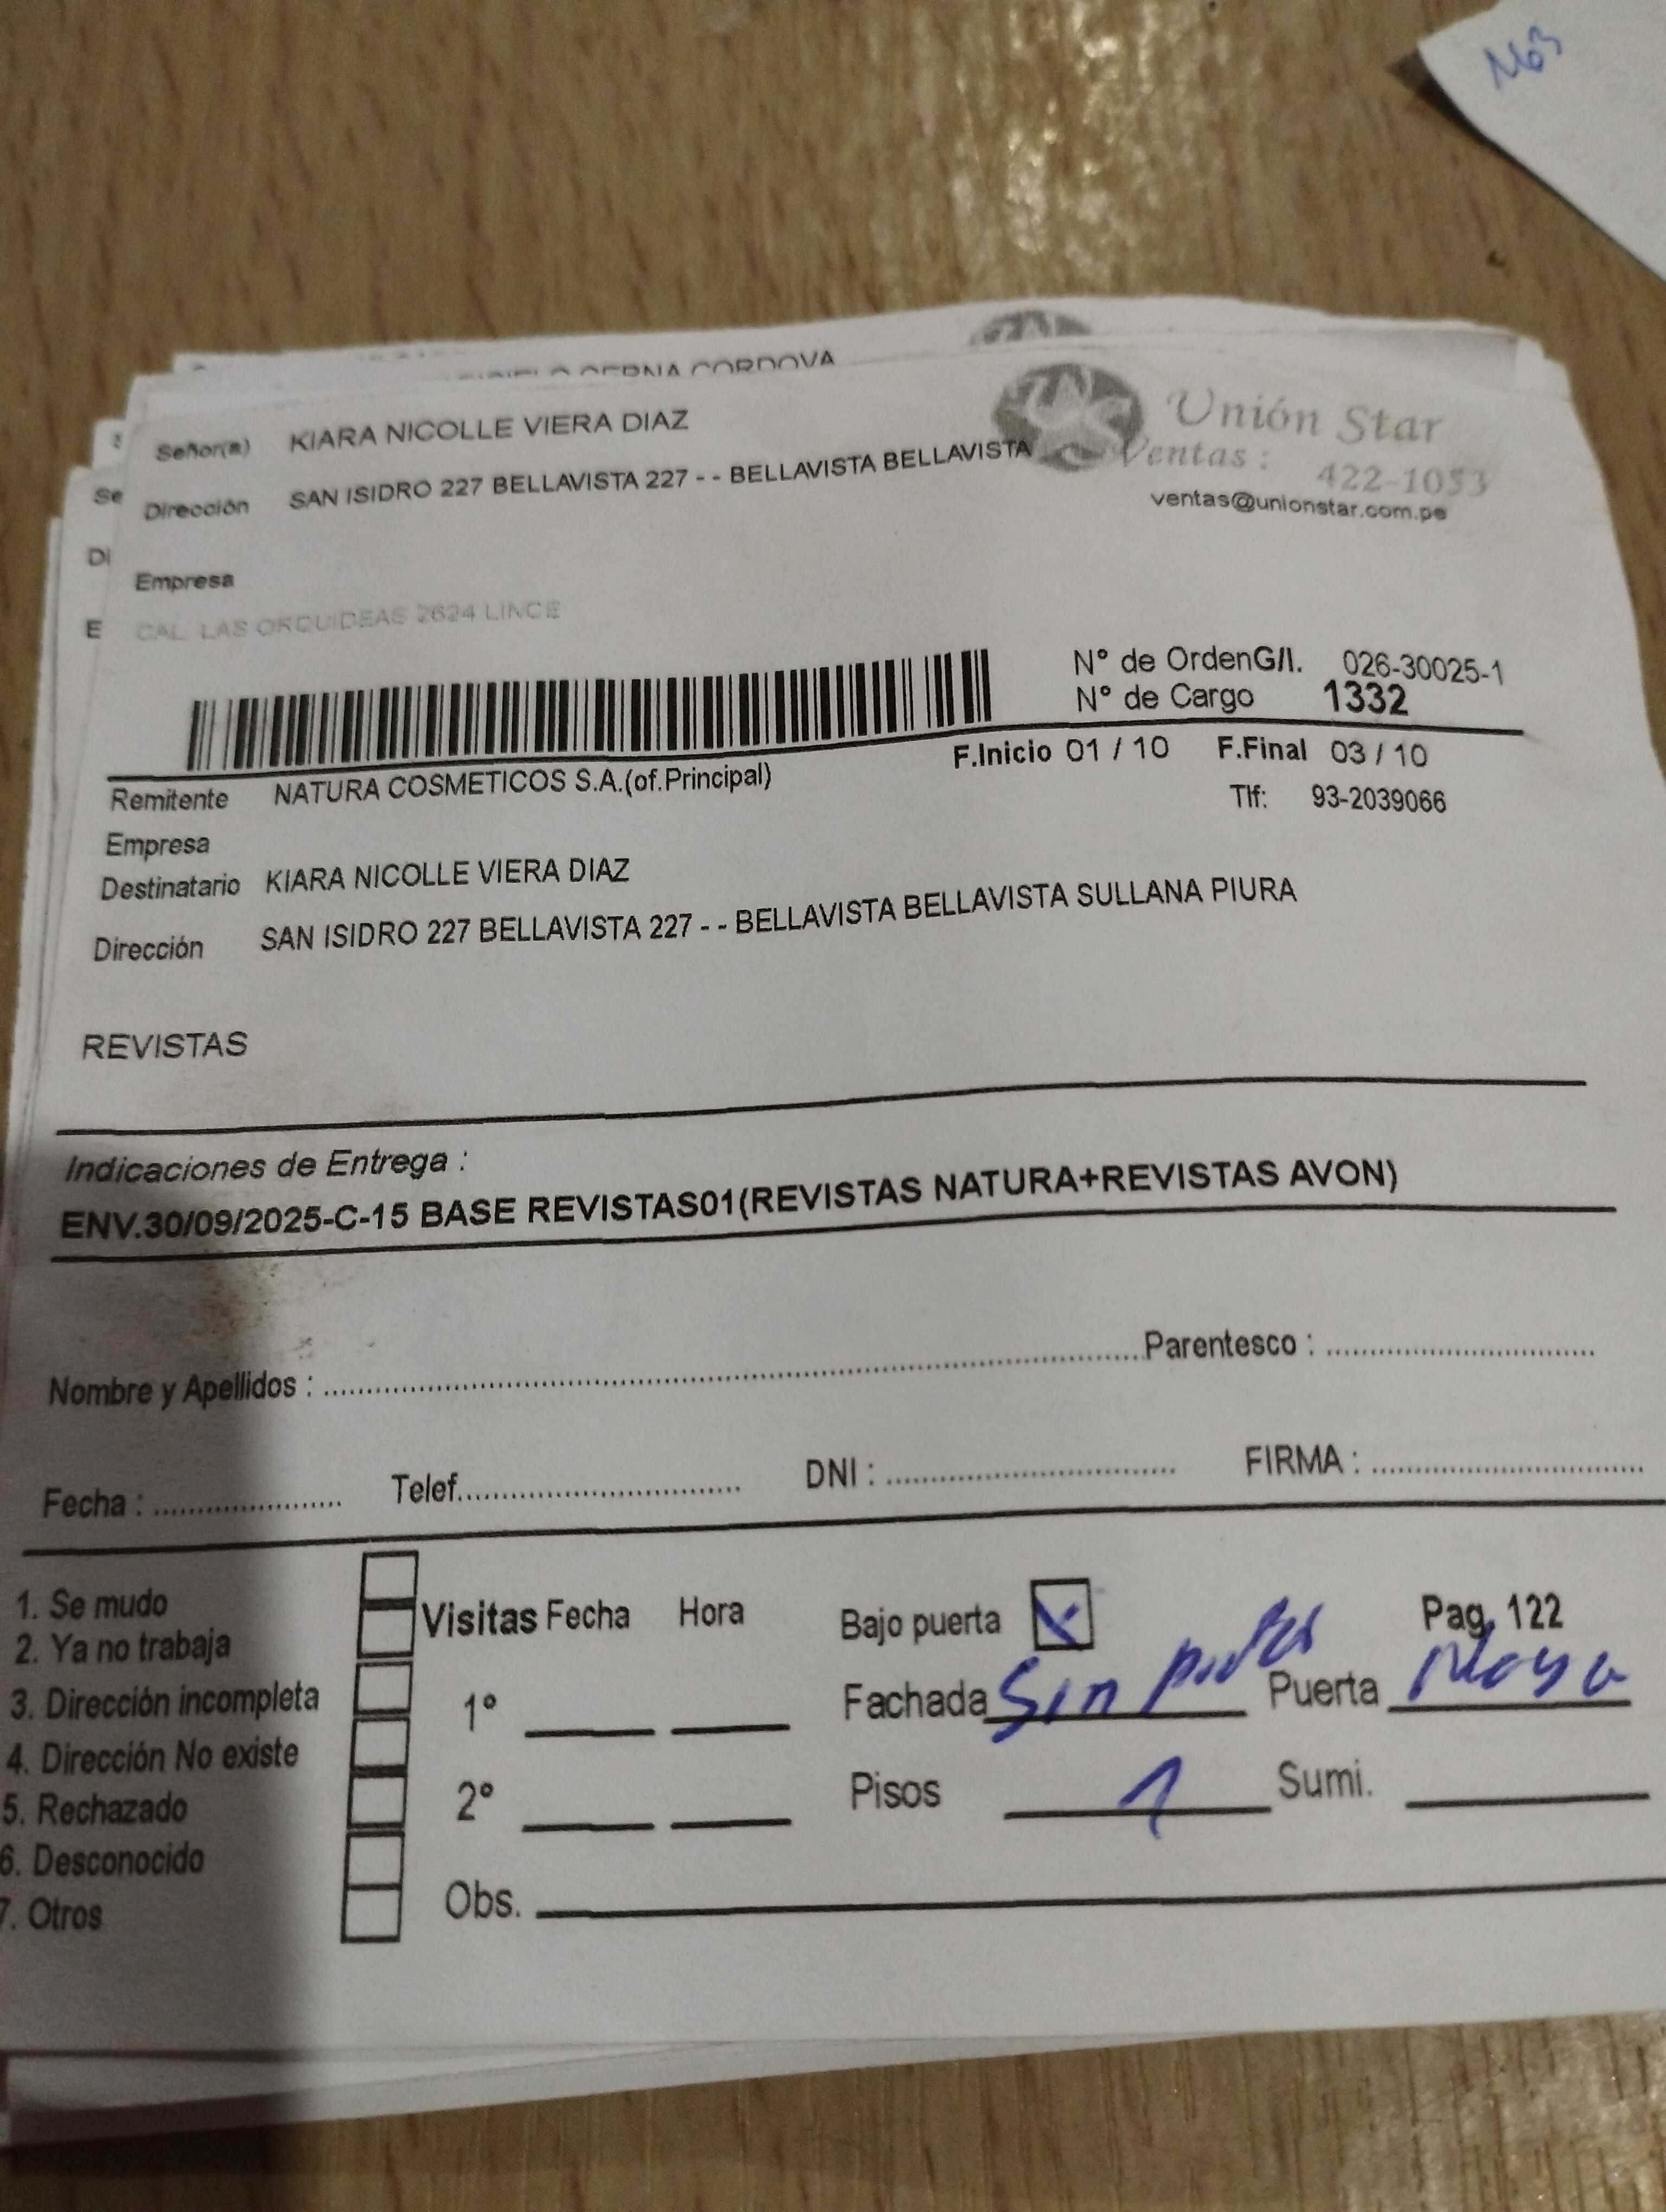 CERNA CORDOVA
Señor(a) KIARA NICOLLE VIERA DIAZ
Unión Star
Ventas :
422-1053
ventas@unionstar.com.pe
Se
Dirección SAN ISIDRO 227 BELLAVISTA 227 - - BELLAVISTA BELLAVISTA
Di
Empresa
E
CAL LAS ORQUIDEAS 2624 LINCE
N° de OrdenG/I. 026-30025-1
N° de Cargo 1332
F.Inicio 01 / 10 F.Final 03 / 10
Remitente NATURA COSMETICOS S.A.(of.Principal)
Tlf: 93-2039066
Empresa
Destinatario KIARA NICOLLE VIERA DIAZ
Dirección SAN ISIDRO 227 BELLAVISTA 227 - - BELLAVISTA BELLAVISTA SULLANA PIURA
REVISTAS
Indicaciones de Entrega :
ENV.30/09/2025-C-15 BASE REVISTAS01(REVISTAS NATURA+REVISTAS AVON)
Nombre y Apellidos : Parentesco :
Fecha : Telef. DNI : FIRMA :
1. Se mudo
2. Ya no trabaja
3. Dirección incompleta
4. Dirección No existe
5. Rechazado
6. Desconocido
7. Otros
Visitas Fecha Hora
1°
2°
Obs.
Bajo puerta X Pag. 122
Fachada Sin Puerta
Pisos 1 Sumi.